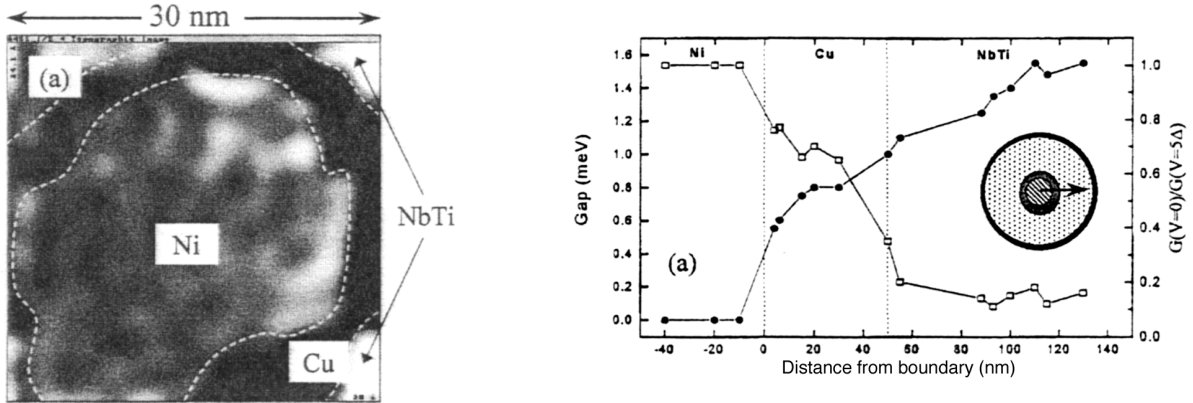 30 nm
Topographic Image
(a)
Ni
NbTi
Cu
Ni
Cu
NbTi
1.6
1.4
1.2
1.0
0.8
0.6
0.4
0.2
0.0
Gap (meV)
(a)
1.0
0.8
0.6
0.4
0.2
0.0
G(V=0)/G(V=5Δ)
-40
-20
0
20
40
60
80
100
120
140
Distance from boundary (nm)